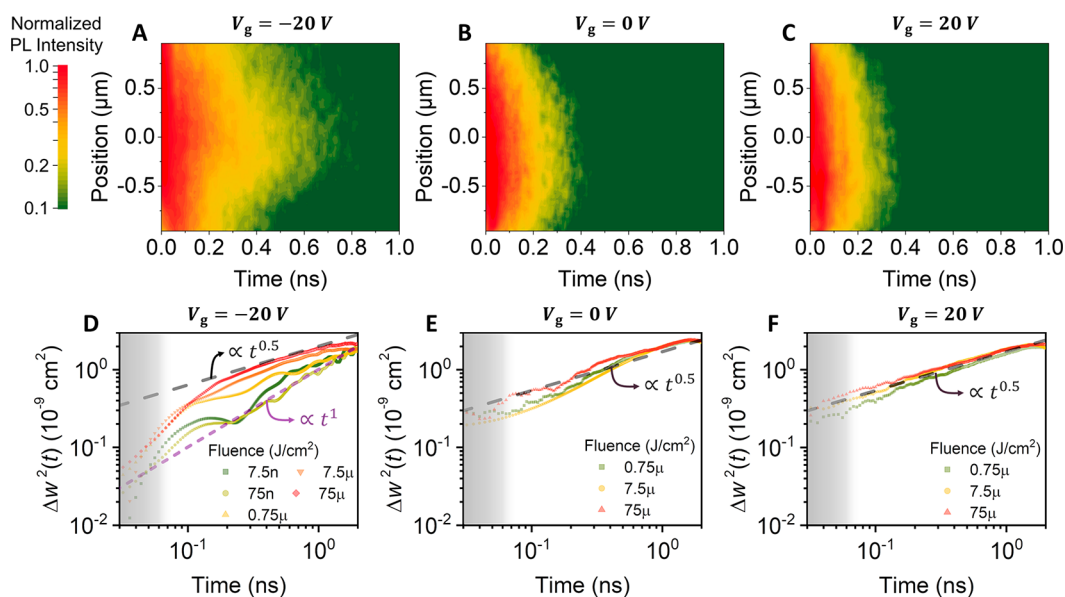 Normalized
PL Intensity
1.0
0.5
0.2
0.1
A
V_g = −20 V
Position (μm)
0.5
0.0
-0.5
0.0 0.2 0.4 0.6 0.8 1.0
Time (ns)
B
V_g = 0 V
Position (μm)
0.5
0.0
-0.5
0.0 0.2 0.4 0.6 0.8 1.0
Time (ns)
C
V_g = 20 V
Position (μm)
0.5
0.0
-0.5
0.0 0.2 0.4 0.6 0.8 1.0
Time (ns)
D
V_g = −20 V
Δw²(t) (10⁻⁹ cm²)
10⁰
10⁻¹
10⁻²
∝ t⁰·⁵
∝ t¹
Fluence (J/cm²)
7.5n 7.5μ
75n 75μ
0.75μ
10⁻¹ 10⁰
Time (ns)
E
V_g = 0 V
Δw²(t) (10⁻⁹ cm²)
10⁰
10⁻¹
10⁻²
∝ t⁰·⁵
Fluence (J/cm²)
0.75μ
7.5μ
75μ
10⁻¹ 10⁰
Time (ns)
F
V_g = 20 V
Δw²(t) (10⁻⁹ cm²)
10⁰
10⁻¹
10⁻²
∝ t⁰·⁵
Fluence (J/cm²)
0.75μ
7.5μ
75μ
10⁻¹ 10⁰
Time (ns)